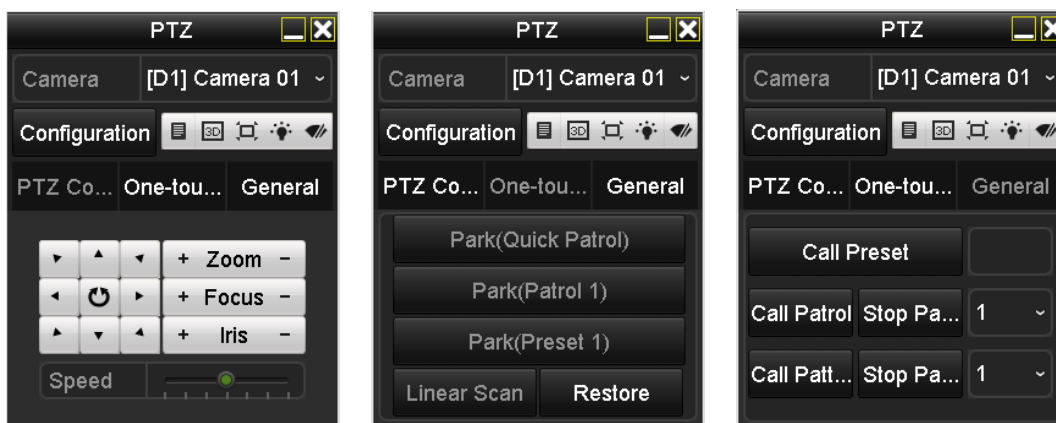 PTZ
Camera [D1] Camera 01
Configuration 3D
PTZ Co... One-tou... General
+ Zoom -
+ Focus -
+ Iris -
Speed
PTZ
Camera [D1] Camera 01
Configuration 3D
PTZ Co... One-tou... General
Park(Quick Patrol)
Park(Patrol 1)
Park(Preset 1)
Linear Scan Restore
PTZ
Camera [D1] Camera 01
Configuration 3D
PTZ Co... One-tou... General
Call Preset
Call Patrol Stop Pa... 1
Call Patt... Stop Pa... 1